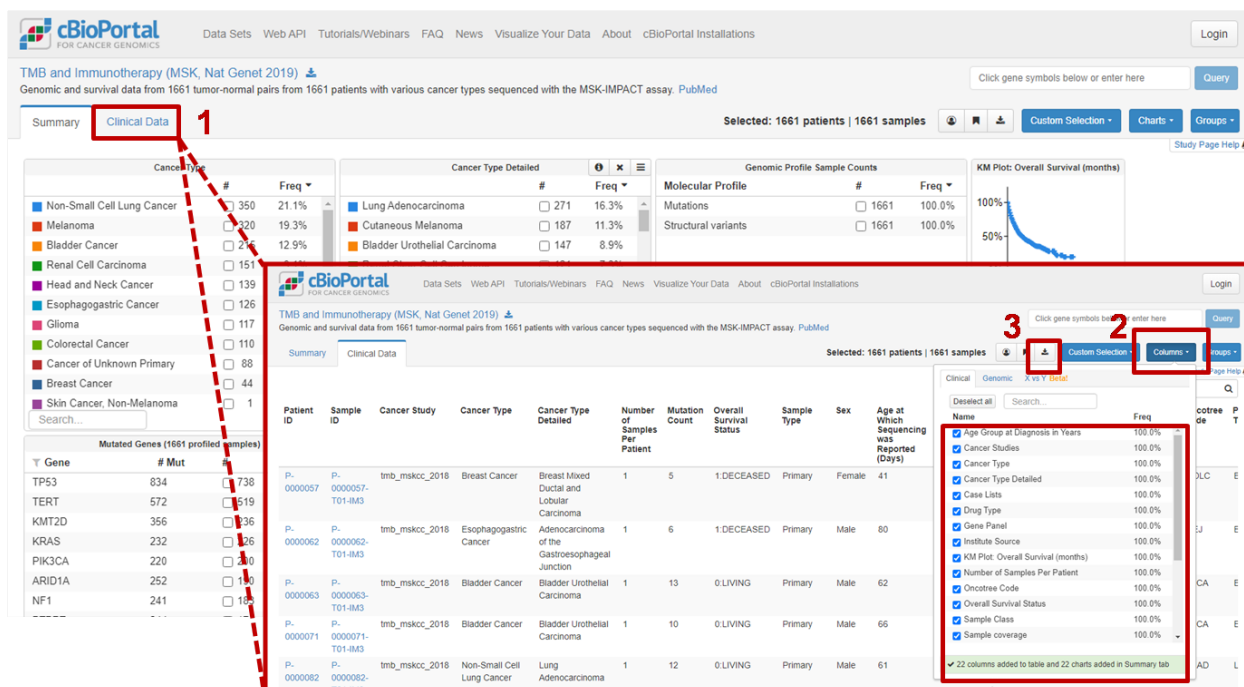 cBioPortal
FOR CANCER GENOMICS
Data Sets Web API Tutorials/Webinars FAQ News Visualize Your Data About cBioPortal Installations
Login
TMB and Immunotherapy (MSK, Nat Genet 2019)
Genomic and survival data from 1661 tumor-normal pairs from 1661 patients with various cancer types sequenced with the MSK-IMPACT assay. PubMed
Click gene symbols below or enter here
Query
Summary Clinical Data 1
Selected: 1661 patients | 1661 samples
Custom Selection Charts Groups
Study Page Help
Cancer Type
# Freq
Non-Small Cell Lung Cancer 350 21.1%
Melanoma 320 19.3%
Bladder Cancer 215 12.9%
Renal Cell Carcinoma 151
Head and Neck Cancer 139
Esophagogastric Cancer 126
Glioma 117
Colorectal Cancer 110
Cancer of Unknown Primary 88
Breast Cancer 44
Skin Cancer, Non-Melanoma 1
Search...
Cancer Type Detailed
# Freq
Lung Adenocarcinoma 271 16.3%
Cutaneous Melanoma 187 11.3%
Bladder Urothelial Carcinoma 147 8.9%
Genomic Profile Sample Counts
Molecular Profile # Freq
Mutations 1661 100.0%
Structural variants 1661 100.0%
KM Plot: Overall Survival (months)
100%
50%
Mutated Genes (1661 profiled samples)
Gene # Mut #
TP53 834 738
TERT 572 519
KMT2D 356 236
KRAS 232 226
PIK3CA 220 200
ARID1A 252 190
NF1 241 183
cBioPortal
FOR CANCER GENOMICS
Data Sets Web API Tutorials/Webinars FAQ News Visualize Your Data About cBioPortal Installations
Login
TMB and Immunotherapy (MSK, Nat Genet 2019)
Genomic and survival data from 1661 tumor-normal pairs from 1661 patients with various cancer types sequenced with the MSK-IMPACT assay. PubMed
Click gene symbols below or enter here
Query
3 2
Summary Clinical Data
Selected: 1661 patients | 1661 samples
Custom Selection Columns Groups
Page Help
Patient ID Sample ID Cancer Study Cancer Type Cancer Type Detailed Number of Samples Per Patient Mutation Count Overall Survival Status Sample Type Sex Age at Which Sequencing was Reported (Days)
P-0000057 P-0000057-T01-IM3 tmb_mskcc_2018 Breast Cancer Breast Mixed Ductal and Lobular Carcinoma 1 5 1:DECEASED Primary Female 41
P-0000062 P-0000062-T01-IM3 tmb_mskcc_2018 Esophagogastric Cancer Adenocarcinoma of the Gastroesophageal Junction 1 6 1:DECEASED Primary Male 80
P-0000063 P-0000063-T01-IM3 tmb_mskcc_2018 Bladder Cancer Bladder Urothelial Carcinoma 1 13 0:LIVING Primary Male 62
P-0000071 P-0000071-T01-IM3 tmb_mskcc_2018 Bladder Cancer Bladder Urothelial Carcinoma 1 10 0:LIVING Primary Male 66
P-0000082 P-0000082- tmb_mskcc_2018 Non-Small Cell Lung Cancer Lung Adenocarcinoma 1 12 0:LIVING Primary Male 61
Clinical Genomic X vs Y Beta!
Deselect all Search...
Name Freq
Age Group at Diagnosis in Years 100.0%
Cancer Studies 100.0%
Cancer Type 100.0%
Cancer Type Detailed 100.0%
Case Lists 100.0%
Drug Type 100.0%
Gene Panel 100.0%
Institute Source 100.0%
KM Plot: Overall Survival (months) 100.0%
Number of Samples Per Patient 100.0%
Oncotree Code 100.0%
Overall Survival Status 100.0%
Sample Class 100.0%
Sample coverage 100.0%
22 columns added to table and 22 charts added in Summary tab